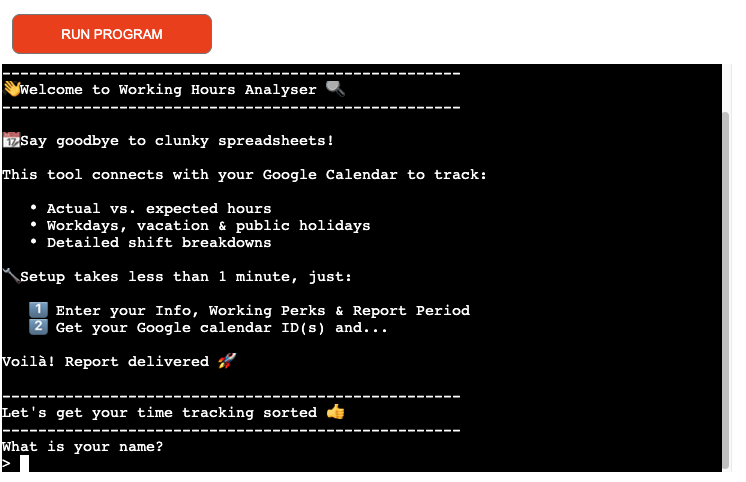 RUN PROGRAM
---------------------------------------------------
👋Welcome to Working Hours Analyser 🔍
---------------------------------------------------
📆Say goodbye to clunky spreadsheets!
This tool connects with your Google Calendar to track:
• Actual vs. expected hours
• Workdays, vacation & public holidays
• Detailed shift breakdowns
🔧Setup takes less than 1 minute, just:
1️⃣ Enter your Info, Working Perks & Report Period
2️⃣ Get your Google calendar ID(s) and...
Voilà! Report delivered 🚀
---------------------------------------------------
Let's get your time tracking sorted 👍
---------------------------------------------------
What is your name?
>